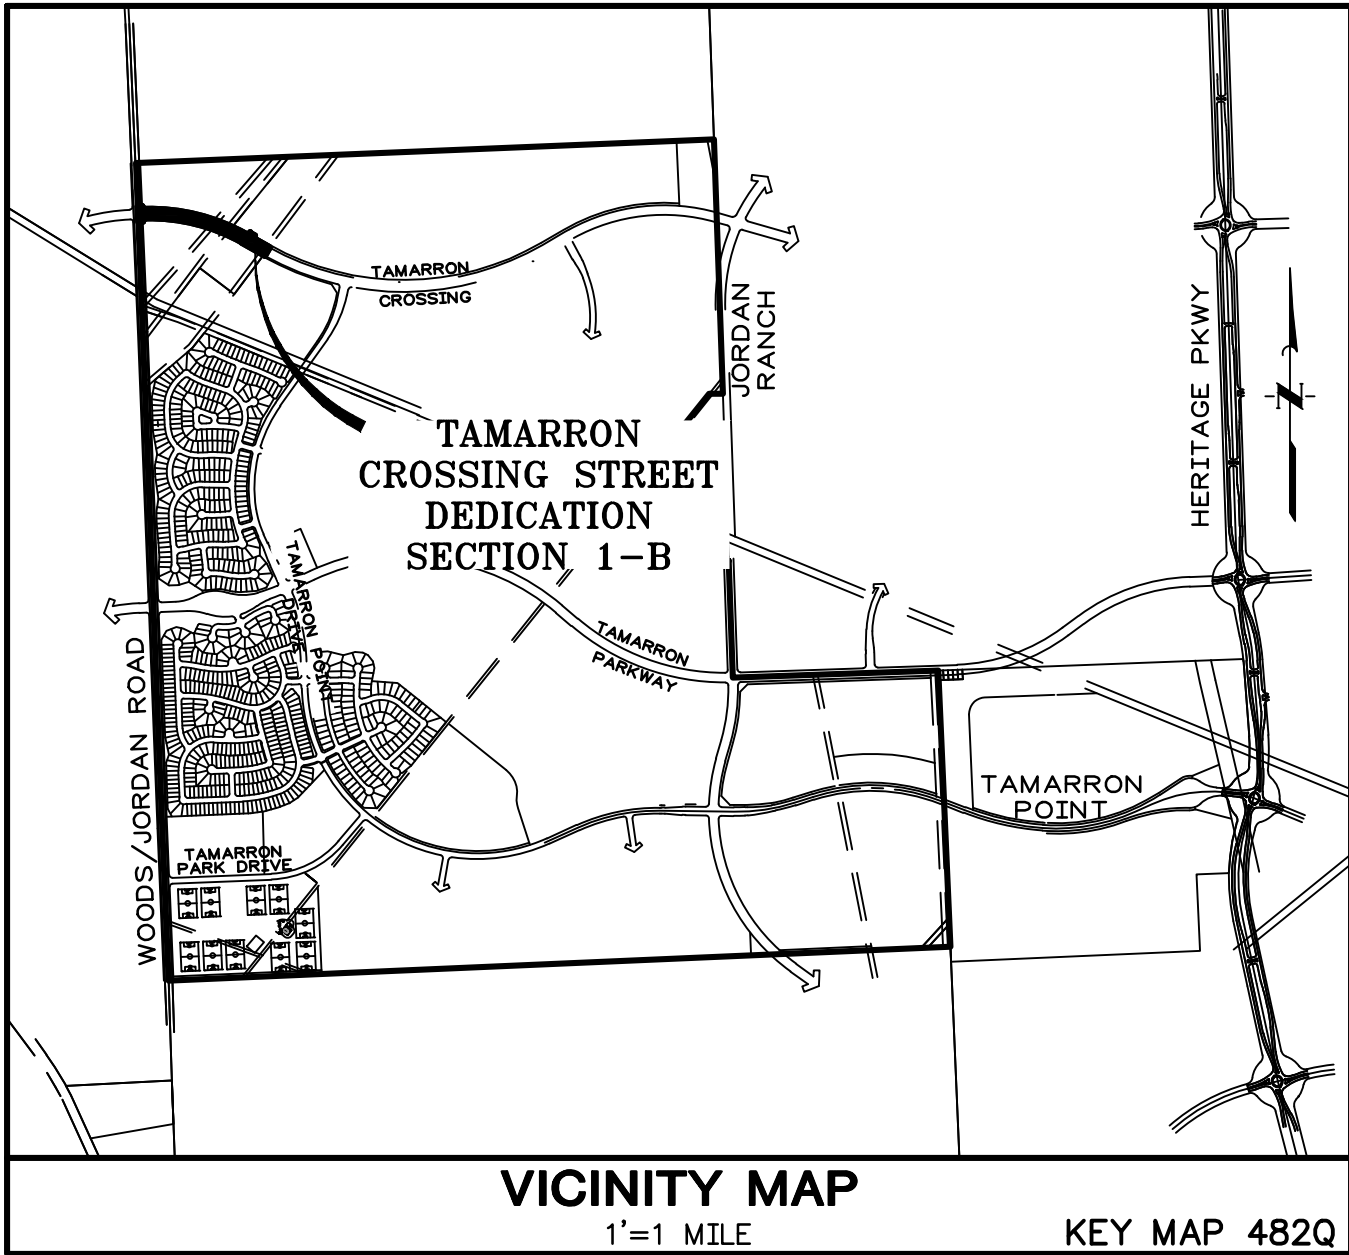 TAMARRON
CROSSING
JORDAN
RANCH
HERITAGE PKWY
N
TAMARRON
CROSSING STREET
DEDICATION
SECTION 1-B
TAMARRON POINT
DRIVE
TAMARRON
PARKWAY
WOODS/JORDAN ROAD
TAMARRON
POINT
TAMARRON
PARK DRIVE
VICINITY MAP
1'=1 MILE
KEY MAP 482Q